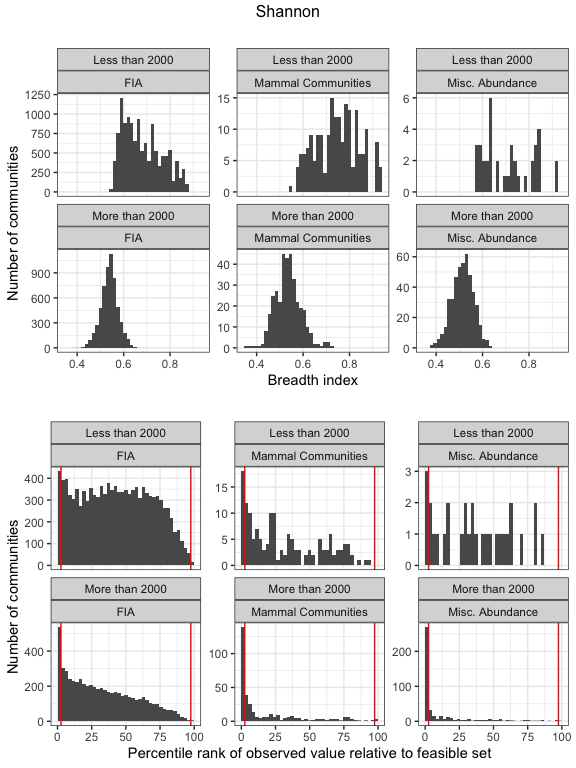 Shannon
Less than 2000 Less than 2000 Less than 2000
FIA Mammal Communities Misc. Abundance
1250 1000 750 500 250 0
15 10 5 0
6 4 2 0
Number of communities
More than 2000 More than 2000 More than 2000
FIA Mammal Communities Misc. Abundance
900 600 300 0
40 30 20 10 0
60 40 20 0
0.4 0.6 0.8 0.4 0.6 0.8 0.4 0.6 0.8
Breadth index
Less than 2000 Less than 2000 Less than 2000
FIA Mammal Communities Misc. Abundance
400 300 200 100 0
15 10 5 0
3 2 1 0
Number of communities
More than 2000 More than 2000 More than 2000
FIA Mammal Communities Misc. Abundance
400 200 0
100 50 0
200 100 0
0 25 50 75 100 0 25 50 75 100 0 25 50 75 100
Percentile rank of observed value relative to feasible set